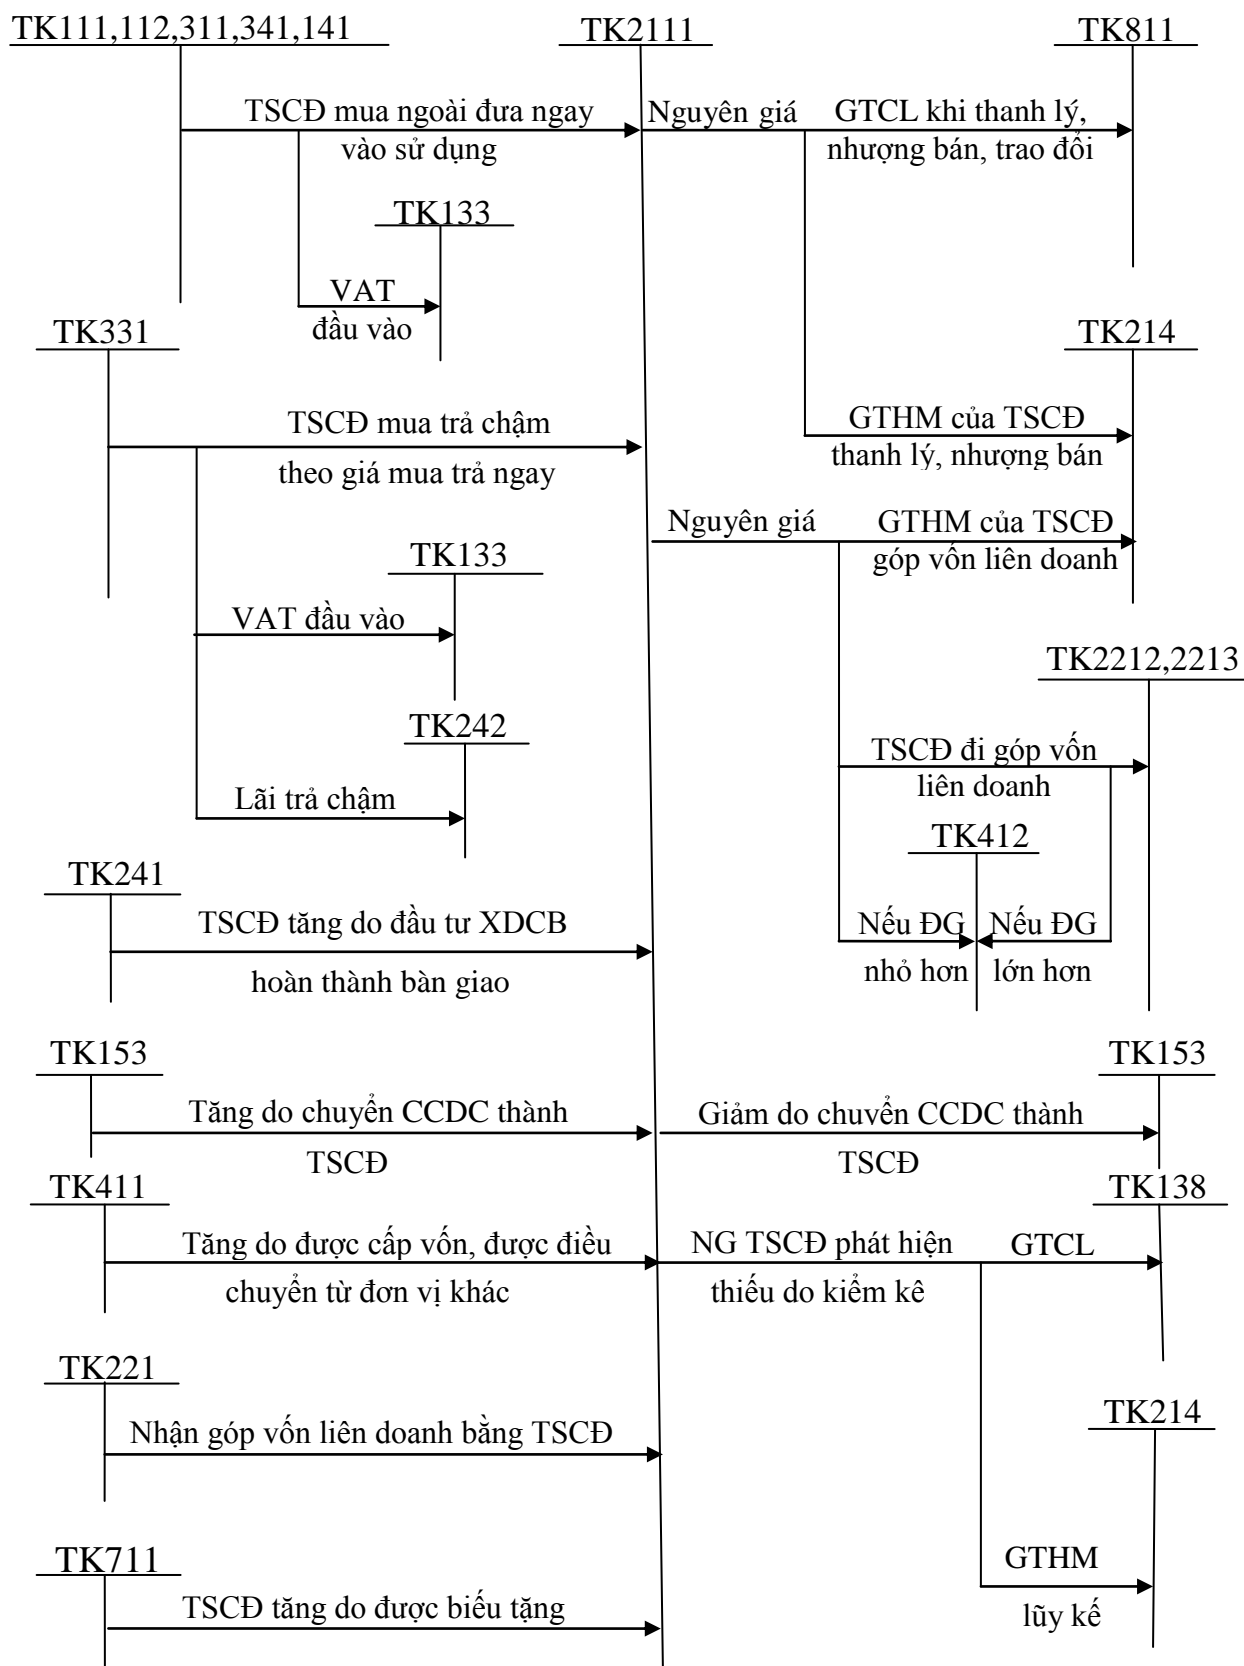 TK111,112,311,341,141
TK2111
TK811
TSCĐ mua ngoài đưa ngay
vào sử dụng
Nguyên giá
GTCL khi thanh lý,
nhượng bán, trao đổi
TK133
VAT
đầu vào
TK331
TK214
TSCĐ mua trả chậm
theo giá mua trả ngay
GTHM của TSCĐ
thanh lý, nhượng bán
Nguyên giá
GTHM của TSCĐ
góp vốn liên doanh
TK133
VAT đầu vào
TK2212,2213
TK242
TSCĐ đi góp vốn
liên doanh
Lãi trả chậm
TK412
TK241
TSCĐ tăng do đầu tư XDCB
hoàn thành bàn giao
Nếu ĐG
nhỏ hơn
Nếu ĐG
lớn hơn
TK153
TK153
Tăng do chuyển CCDC thành
TSCĐ
Giảm do chuyển CCDC thành
TSCĐ
TK411
TK138
Tăng do được cấp vốn, được điều
chuyển từ đơn vị khác
NG TSCĐ phát hiện
thiếu do kiểm kê
GTCL
TK221
TK214
Nhận góp vốn liên doanh bằng TSCĐ
TK711
GTHM
lũy kế
TSCĐ tăng do được biếu tặng